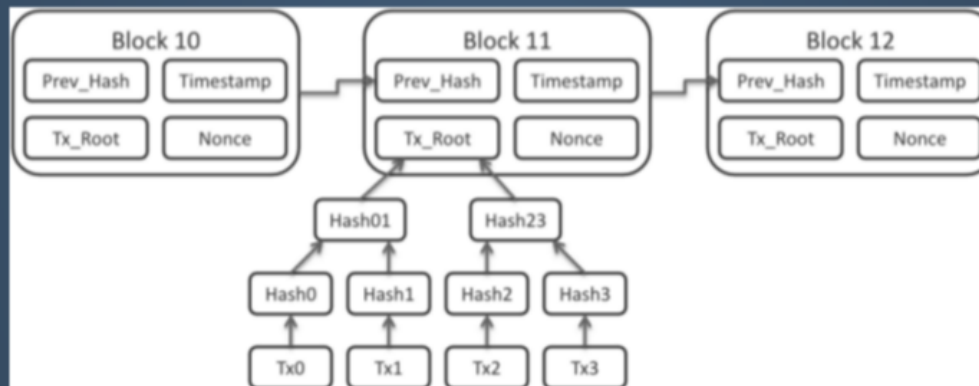 Block 10 Block 11 Block 12
Prev_Hash Timestamp Prev_Hash Timestamp Prev_Hash Timestamp
Tx_Root Nonce Tx_Root Nonce Tx_Root Nonce
Hash01 Hash23
Hash0 Hash1 Hash2 Hash3
Tx0 Tx1 Tx2 Tx3